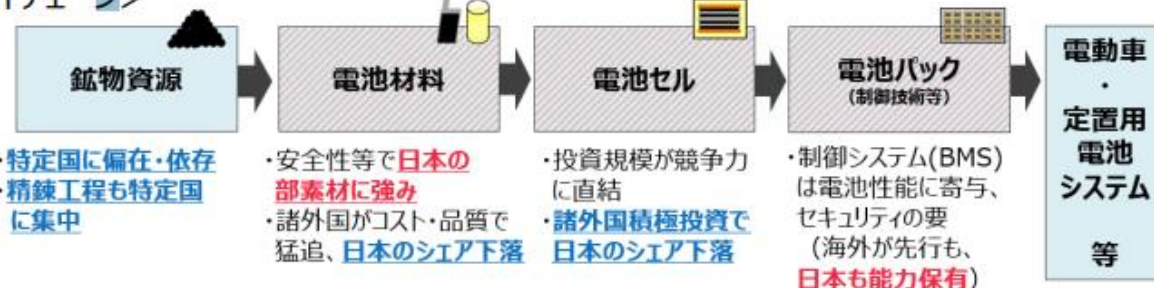 イチェーン>
鉱物資源
電池材料
電池セル
電池パック
(制御技術等)
電動車
・
定置用
電池
システム
等
・特定国に偏在・依存
・精錬工程も特定国
に集中
・安全性等で日本の
部素材に強み
・諸外国がコスト・品質で
猛追、日本のシェア下落
・投資規模が競争力
に直結
・諸外国積極投資で
日本のシェア下落
・制御システム(BMS)
は電池性能に寄与、
セキュリティの要
(海外が先行も、
日本も能力保有)